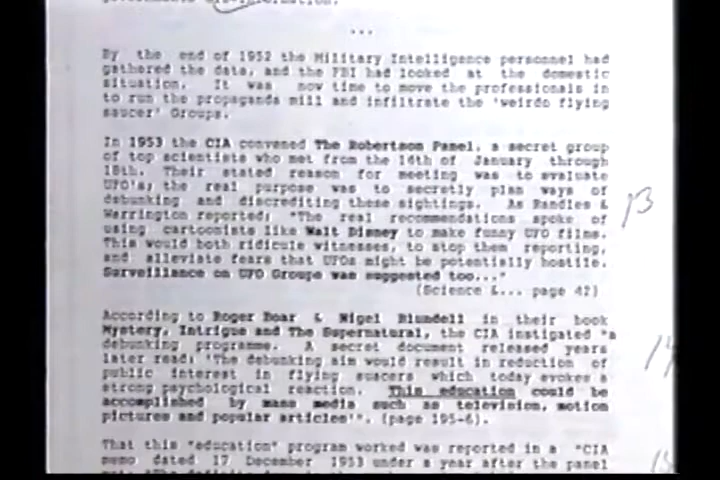 ...
By the end of 1952 the Military Intelligence personnel had
gathered the data, and the FBI had looked at the domestic
situation. It was now time to move the professionals in
to run the propaganda mill and infiltrate the 'weirdo flying
saucer' Groups.
In 1953 the CIA convened The Robertson Panel, a secret group
of top scientists who met from the 14th of January through
18th. Their stated reason for meeting was to evaluate
UFO's; the real purpose was to secretly plan ways of
debunking and discrediting these sightings. As Randles &
Warrington reported; "The real recommendations spoke of
using cartoonists like Walt Disney to make funny UFO films.
This would both ridicule witnesses, to stop them reporting,
and alleviate fears that UFOs might be potentially hostile.
Surveillance on UFO Groups was suggested too..."
(Science &... page 42)
13
According to Roger Boar & Nigel Blundell in their book
Mystery, Intrigue and The Supernatural, the CIA instigated "a
debunking programme. A secret document released years
later read; 'The debunking aim would result in reduction of
public interest in flying suacers which today evokes a
strong psychological reaction. This education could be
accomplished by mass media such as television, motion
pictures and popular articles'". (page 195-6).
14
That this "education" program worked was reported in a "CIA
memo dated 17 December 1953 under a year after the panel
15